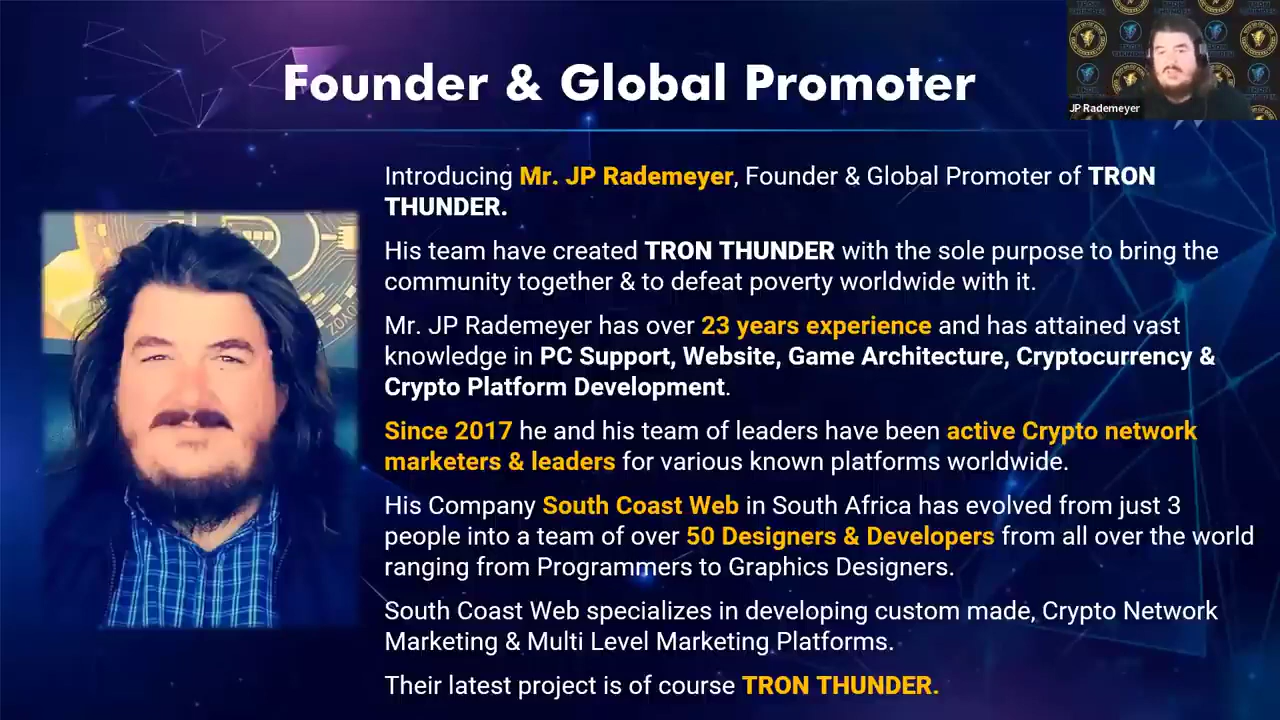 Founder & Global Promoter
JP Rademeyer
Introducing Mr. JP Rademeyer, Founder & Global Promoter of TRON
THUNDER.
His team have created TRON THUNDER with the sole purpose to bring the
community together & to defeat poverty worldwide with it.
Mr. JP Rademeyer has over 23 years experience and has attained vast
knowledge in PC Support, Website, Game Architecture, Cryptocurrency &
Crypto Platform Development.
Since 2017 he and his team of leaders have been active Crypto network
marketers & leaders for various known platforms worldwide.
His Company South Coast Web in South Africa has evolved from just 3
people into a team of over 50 Designers & Developers from all over the world
ranging from Programmers to Graphics Designers.
South Coast Web specializes in developing custom made, Crypto Network
Marketing & Multi Level Marketing Platforms.
Their latest project is of course TRON THUNDER.